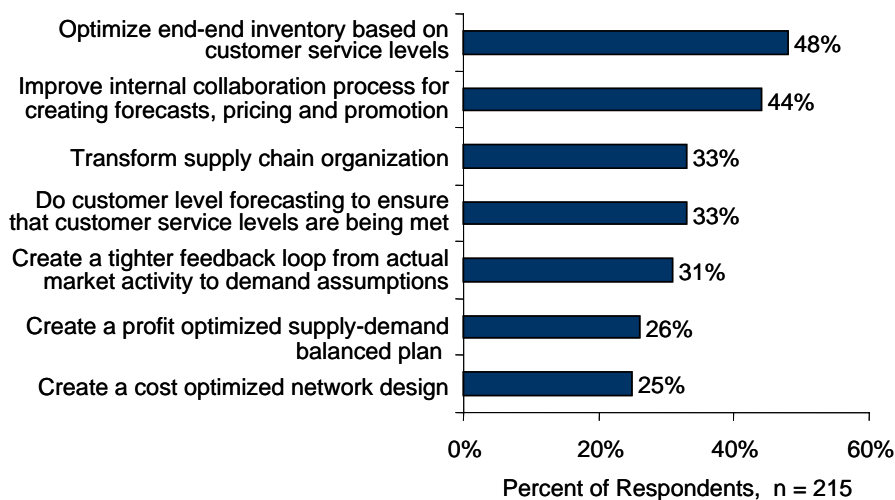 Optimize end-end inventory based on
customer service levels
48%
Improve internal collaboration process for
creating forecasts, pricing and promotion
44%
Transform supply chain organization
33%
Do customer level forecasting to ensure
that customer service levels are being met
33%
Create a tighter feedback loop from actual
market activity to demand assumptions
31%
Create a profit optimized supply-demand
balanced plan
26%
Create a cost optimized network design
25%
0% 20% 40% 60%
Percent of Respondents, n = 215